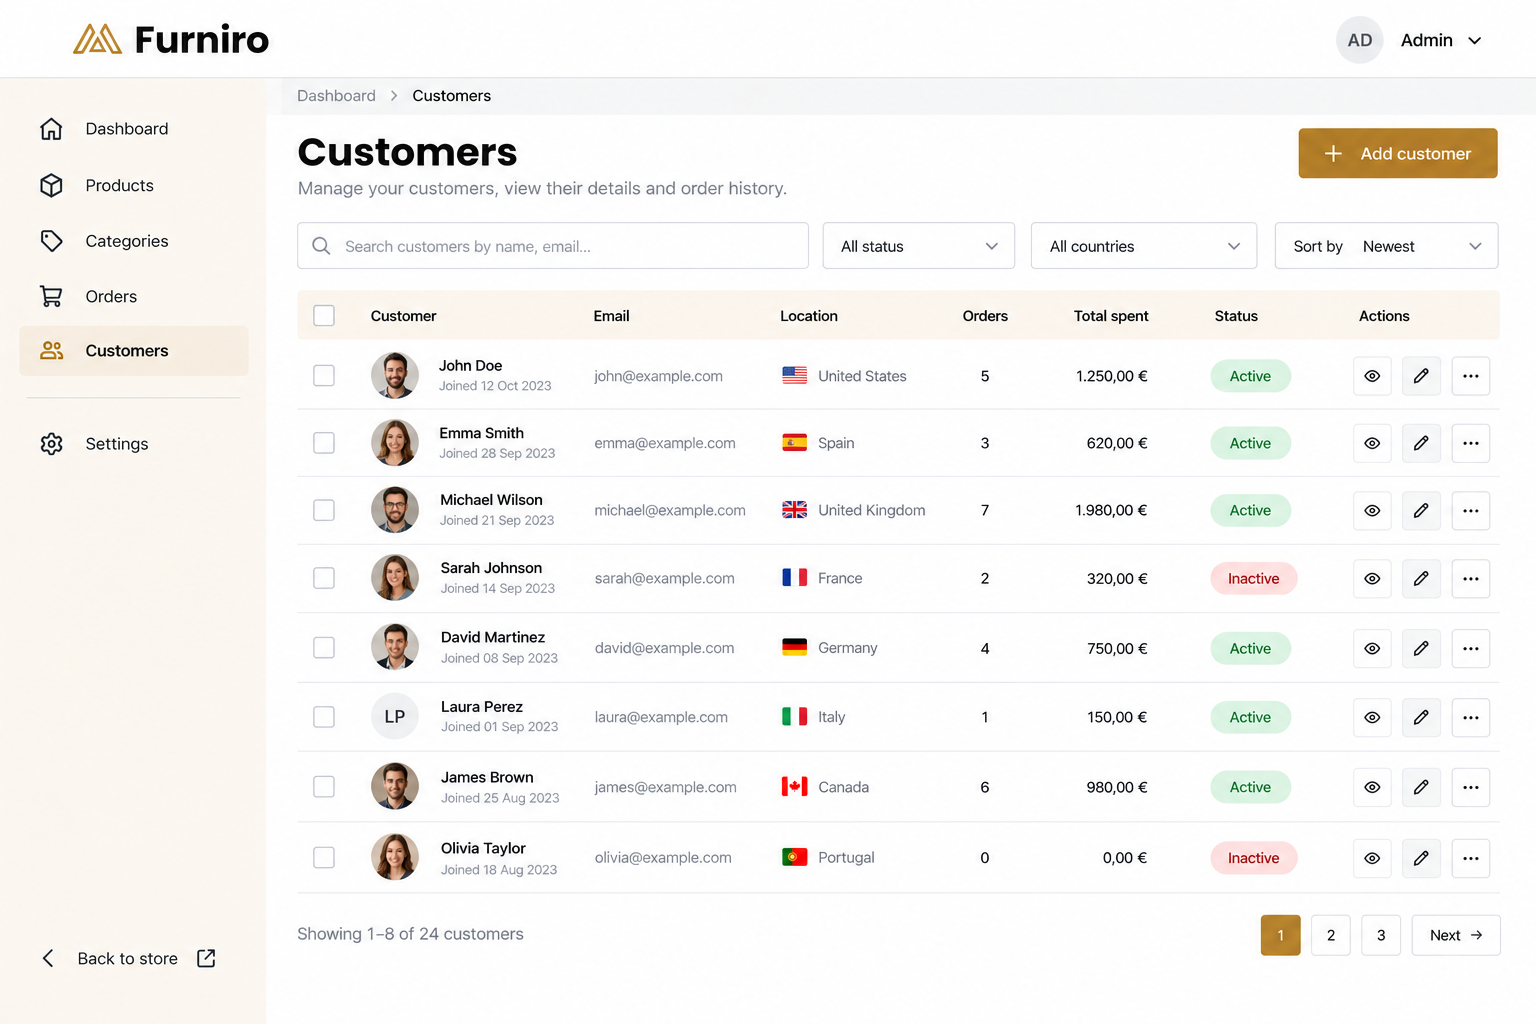 Furniro
AD Admin
Dashboard
Products
Categories
Orders
Customers
Settings
Back to store
Dashboard > Customers
Customers
Manage your customers, view their details and order history.
+ Add customer
Search customers by name, email...
All status
All countries
Sort by Newest
Customer Email Location Orders Total spent Status Actions
John Doe
Joined 12 Oct 2023
john@example.com United States 5 1.250,00 € Active
Emma Smith
Joined 28 Sep 2023
emma@example.com Spain 3 620,00 € Active
Michael Wilson
Joined 21 Sep 2023
michael@example.com United Kingdom 7 1.980,00 € Active
Sarah Johnson
Joined 14 Sep 2023
sarah@example.com France 2 320,00 € Inactive
David Martinez
Joined 08 Sep 2023
david@example.com Germany 4 750,00 € Active
LP
Laura Perez
Joined 01 Sep 2023
laura@example.com Italy 1 150,00 € Active
James Brown
Joined 25 Aug 2023
james@example.com Canada 6 980,00 € Active
Olivia Taylor
Joined 18 Aug 2023
olivia@example.com Portugal 0 0,00 € Inactive
Showing 1–8 of 24 customers
1 2 3 Next →